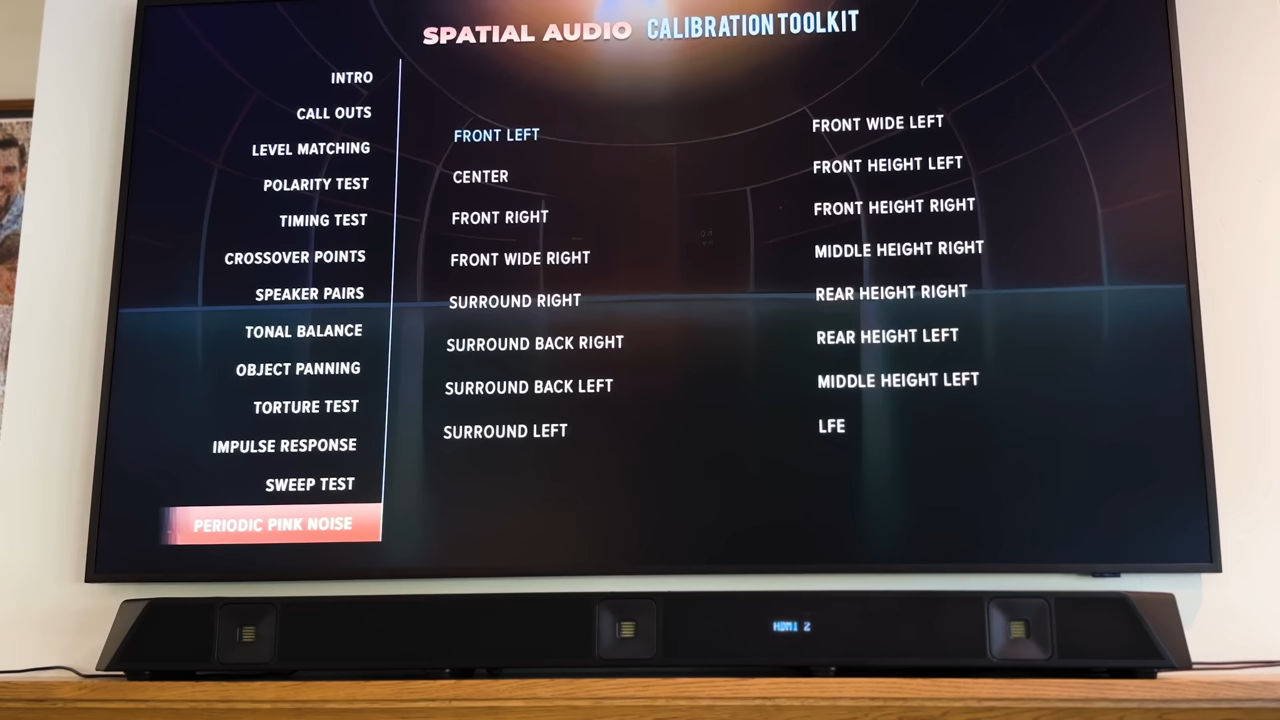 SPATIAL AUDIO CALIBRATION TOOLKIT
INTRO
CALL OUTS
LEVEL MATCHING
POLARITY TEST
TIMING TEST
CROSSOVER POINTS
SPEAKER PAIRS
TONAL BALANCE
OBJECT PANNING
TORTURE TEST
IMPULSE RESPONSE
SWEEP TEST
PERIODIC PINK NOISE
FRONT LEFT
CENTER
FRONT RIGHT
FRONT WIDE RIGHT
SURROUND RIGHT
SURROUND BACK RIGHT
SURROUND BACK LEFT
SURROUND LEFT
FRONT WIDE LEFT
FRONT HEIGHT LEFT
FRONT HEIGHT RIGHT
MIDDLE HEIGHT RIGHT
REAR HEIGHT RIGHT
REAR HEIGHT LEFT
MIDDLE HEIGHT LEFT
LFE
HDMI 2